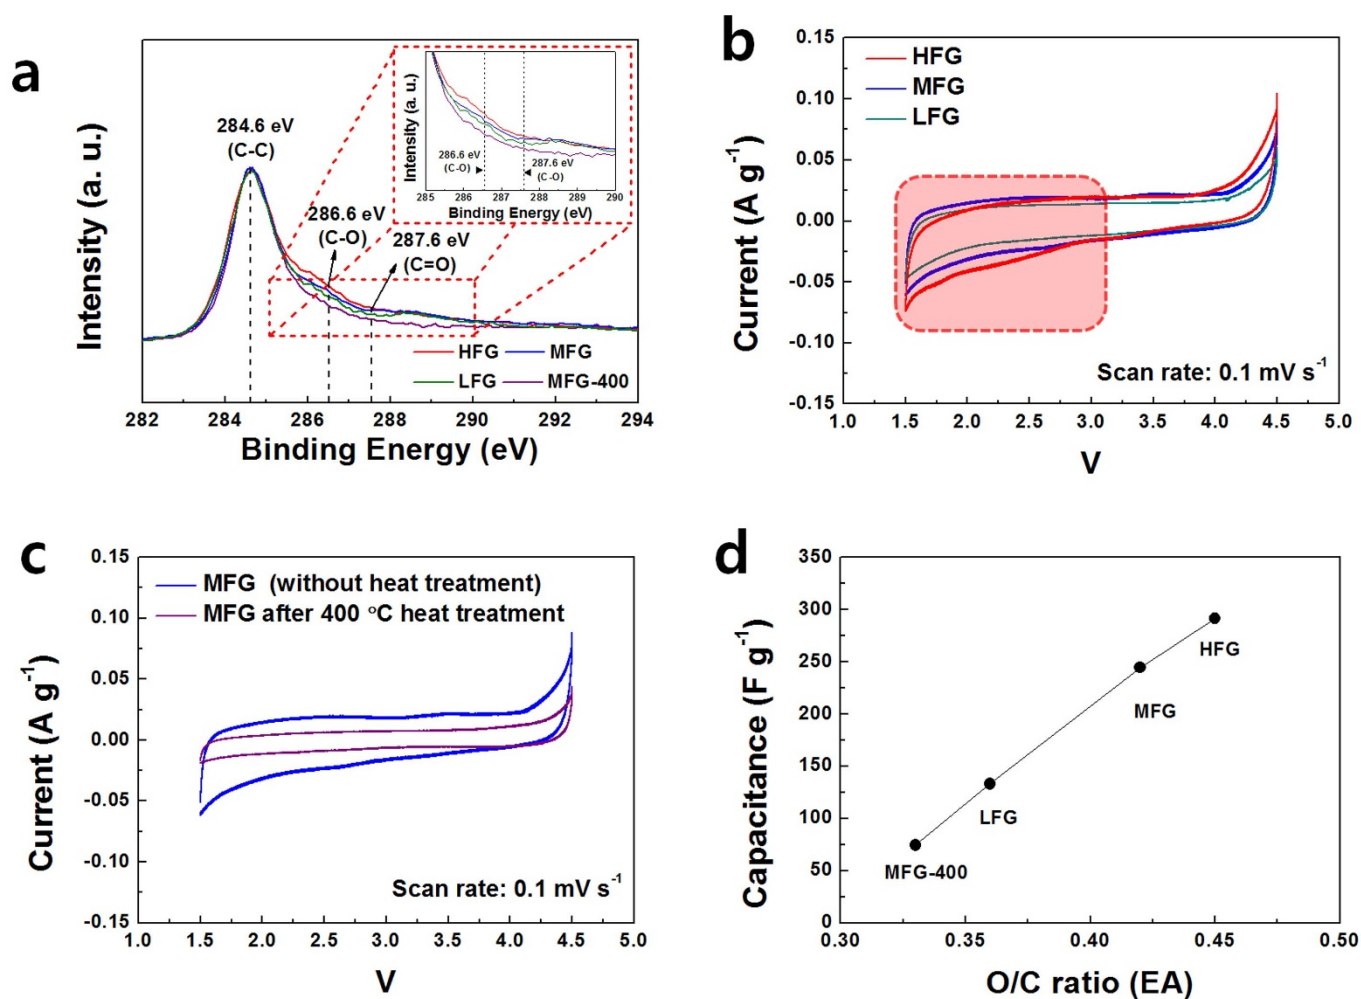 a
284.6 eV
(C-C)
286.6 eV
(C-O)
287.6 eV
(C=O)
HFG
MFG
LFG
MFG-400
Intensity (a. u.)
282 284 286 288 290 292 294
Binding Energy (eV)
Intensity (a. u.)
286.6 eV
(C-O)
287.6 eV
(C-O)
285 286 287 288 289 290
Binding Energy (eV)
b
HFG
MFG
LFG
Current (A g⁻¹)
0.15
0.10
0.05
0.00
-0.05
-0.10
-0.15
Scan rate: 0.1 mV s⁻¹
1.0 1.5 2.0 2.5 3.0 3.5 4.0 4.5 5.0
V
c
MFG (without heat treatment)
MFG after 400 °C heat treatment
Current (A g⁻¹)
0.15
0.10
0.05
0.00
-0.05
-0.10
-0.15
Scan rate: 0.1 mV s⁻¹
1.0 1.5 2.0 2.5 3.0 3.5 4.0 4.5 5.0
V
d
Capacitance (F g⁻¹)
350
300
250
200
150
100
50
0
HFG
MFG
LFG
MFG-400
0.30 0.35 0.40 0.45 0.50
O/C ratio (EA)